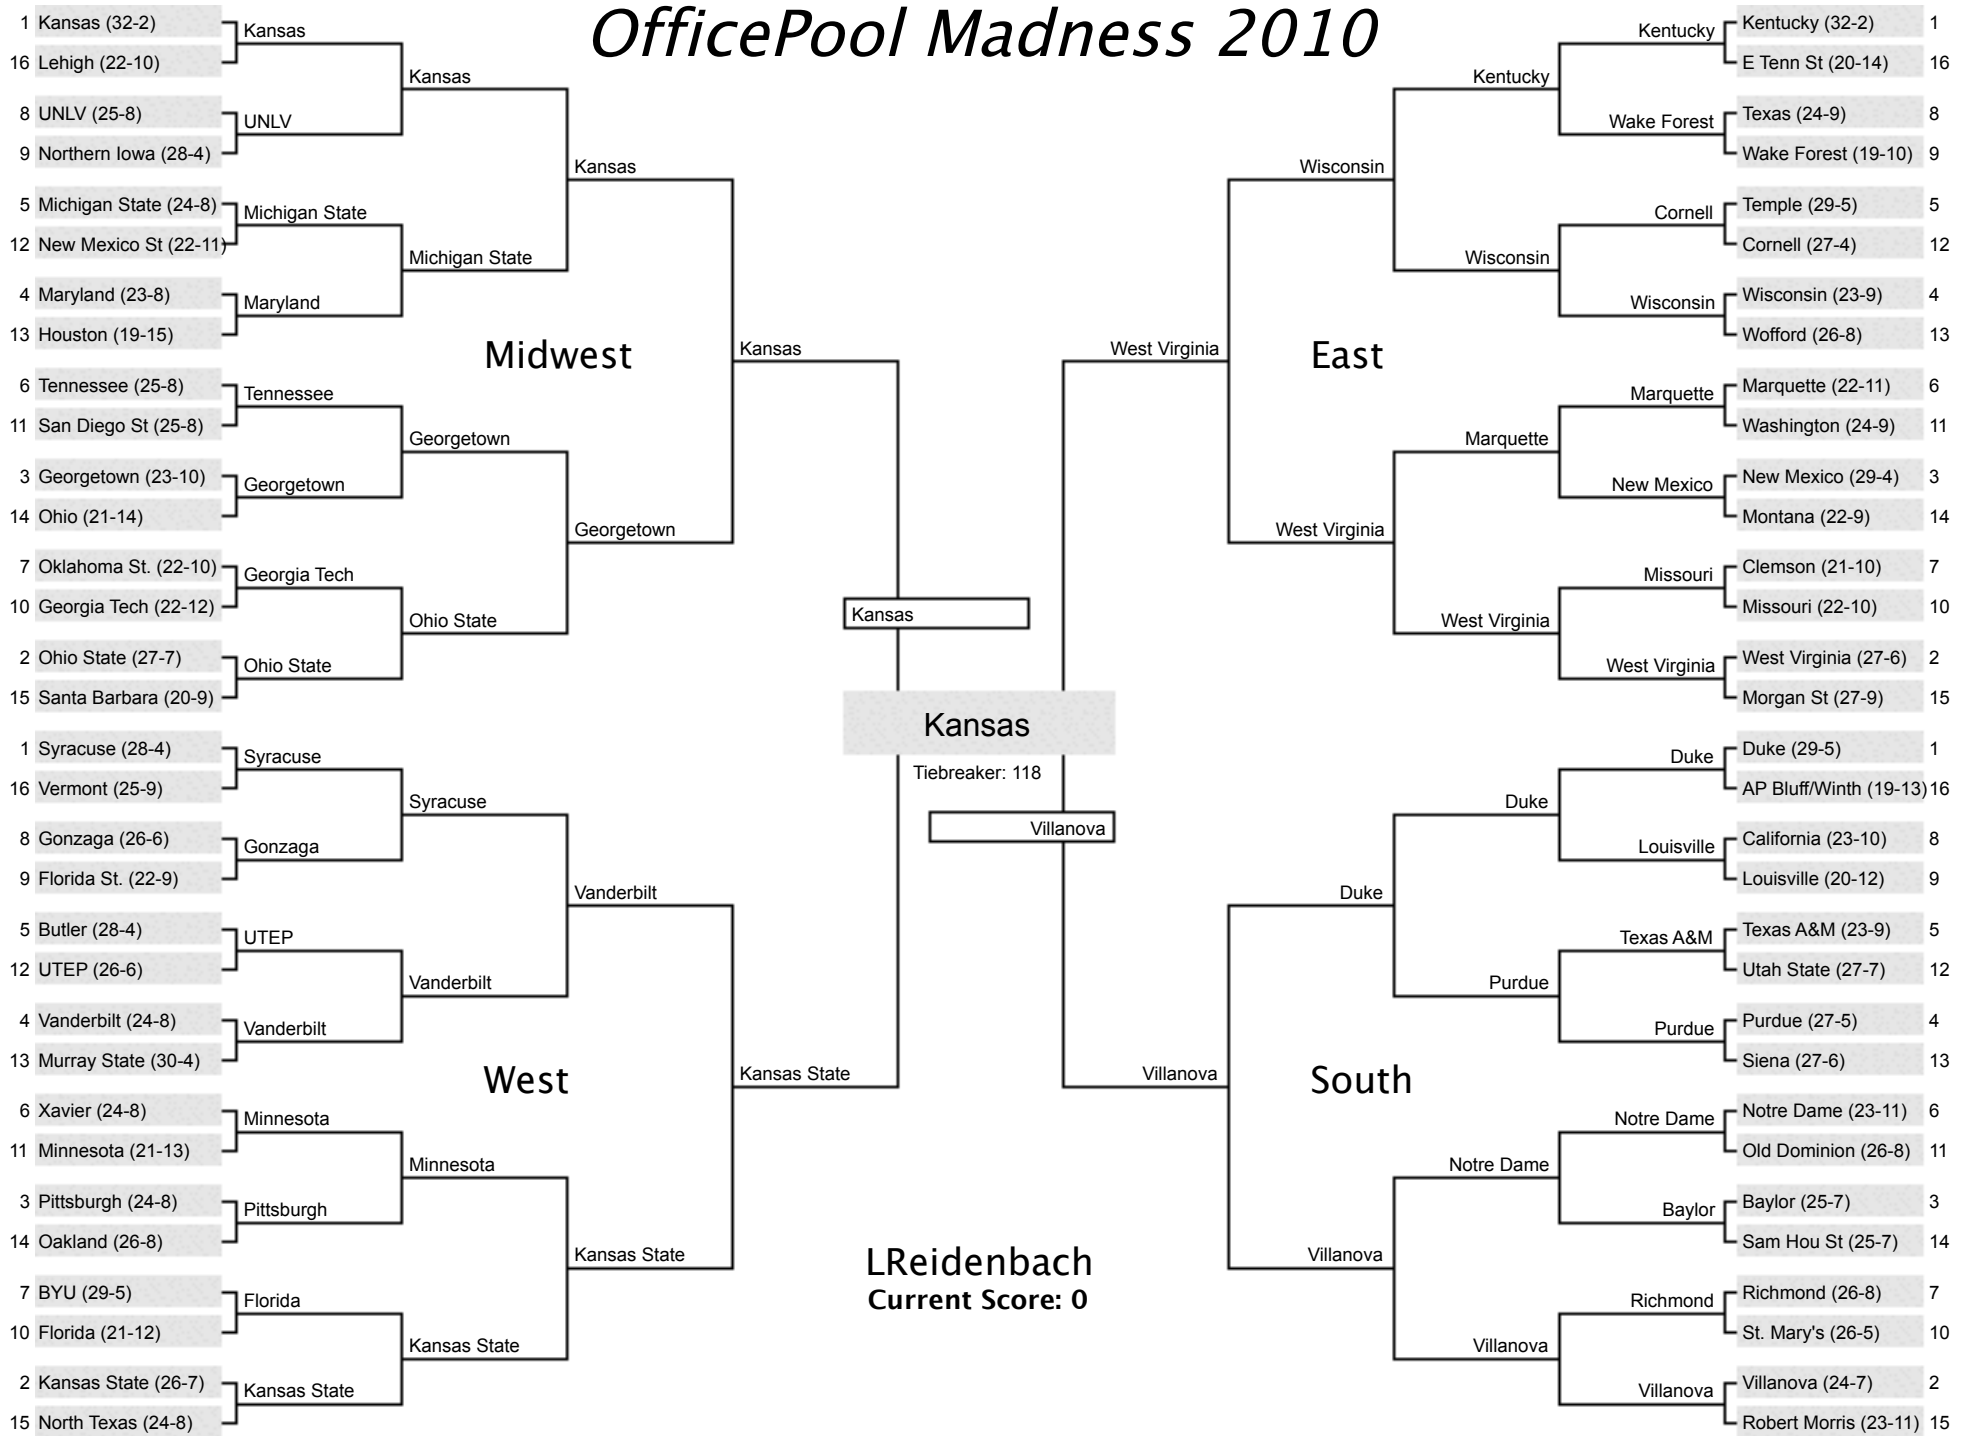 OfficePool Madness 2010
1 Kansas (32-2)
16 Lehigh (22-10)
8 UNLV (25-8)
9 Northern Iowa (28-4)
5 Michigan State (24-8)
12 New Mexico St (22-11)
4 Maryland (23-8)
13 Houston (19-15)
6 Tennessee (25-8)
11 San Diego St (25-8)
3 Georgetown (23-10)
14 Ohio (21-14)
7 Oklahoma St. (22-10)
10 Georgia Tech (22-12)
2 Ohio State (27-7)
15 Santa Barbara (20-9)
Kansas
UNLV
Michigan State
Maryland
Tennessee
Georgetown
Georgia Tech
Ohio State
Kansas
Michigan State
Georgetown
Ohio State
Kansas
Georgetown
Kansas
Midwest
1 Syracuse (28-4)
16 Vermont (25-9)
8 Gonzaga (26-6)
9 Florida St. (22-9)
5 Butler (28-4)
12 UTEP (26-6)
4 Vanderbilt (24-8)
13 Murray State (30-4)
6 Xavier (24-8)
11 Minnesota (21-13)
3 Pittsburgh (24-8)
14 Oakland (26-8)
7 BYU (29-5)
10 Florida (21-12)
2 Kansas State (26-7)
15 North Texas (24-8)
Syracuse
Gonzaga
UTEP
Vanderbilt
Minnesota
Pittsburgh
Florida
Kansas State
Syracuse
Vanderbilt
Minnesota
Kansas State
Vanderbilt
Kansas State
Kansas State
West
Kansas
Kansas
Tiebreaker: 118
Villanova
LReidenbach
Current Score: 0
Kentucky (32-2) 1
E Tenn St (20-14) 16
Texas (24-9) 8
Wake Forest (19-10) 9
Temple (29-5) 5
Cornell (27-4) 12
Wisconsin (23-9) 4
Wofford (26-8) 13
Marquette (22-11) 6
Washington (24-9) 11
New Mexico (29-4) 3
Montana (22-9) 14
Clemson (21-10) 7
Missouri (22-10) 10
West Virginia (27-6) 2
Morgan St (27-9) 15
Kentucky
Wake Forest
Cornell
Wisconsin
Marquette
New Mexico
Missouri
West Virginia
Kentucky
Wisconsin
Marquette
West Virginia
Wisconsin
West Virginia
West Virginia
East
Duke (29-5) 1
AP Bluff/Winth (19-13) 16
California (23-10) 8
Louisville (20-12) 9
Texas A&M (23-9) 5
Utah State (27-7) 12
Purdue (27-5) 4
Siena (27-6) 13
Notre Dame (23-11) 6
Old Dominion (26-8) 11
Baylor (25-7) 3
Sam Hou St (25-7) 14
Richmond (26-8) 7
St. Mary's (26-5) 10
Villanova (24-7) 2
Robert Morris (23-11) 15
Duke
Louisville
Texas A&M
Purdue
Notre Dame
Baylor
Richmond
Villanova
Duke
Purdue
Notre Dame
Villanova
Duke
Villanova
Villanova
South